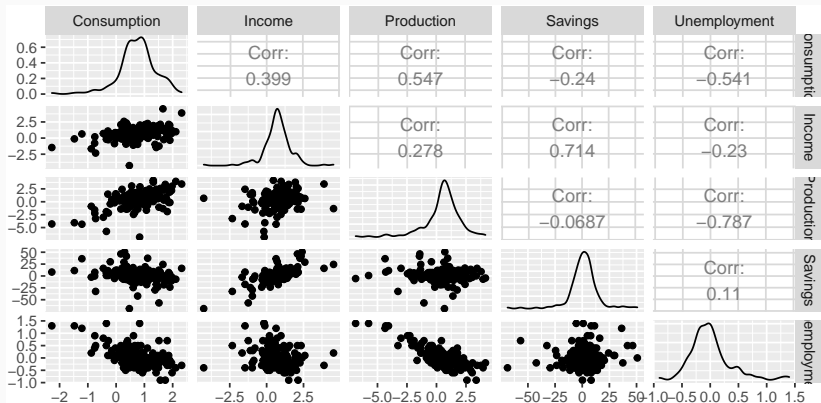 Consumption Income Production Savings Unemployment
0.6
0.4
0.2
0.0
Corr:
0.399
Corr:
0.547
Corr:
−0.24
Corr:
−0.541
2.5
0.0
−2.5
Corr:
0.278
Corr:
0.714
Corr:
−0.23
Income
2.5
0.0
−2.5
−5.0
Corr:
−0.0687
Corr:
−0.787
50
25
0
−25
−50
Corr:
0.11
Savings
1.5
1.0
0.5
0.0
−0.5
−1.0
−2 −1 0 1 2 −2.5 0.0 2.5 −5.0 −2.5 0.0 2.5 −50 −25 0 25 50 −1.0 −0.5 0.0 0.5 1.0 1.5